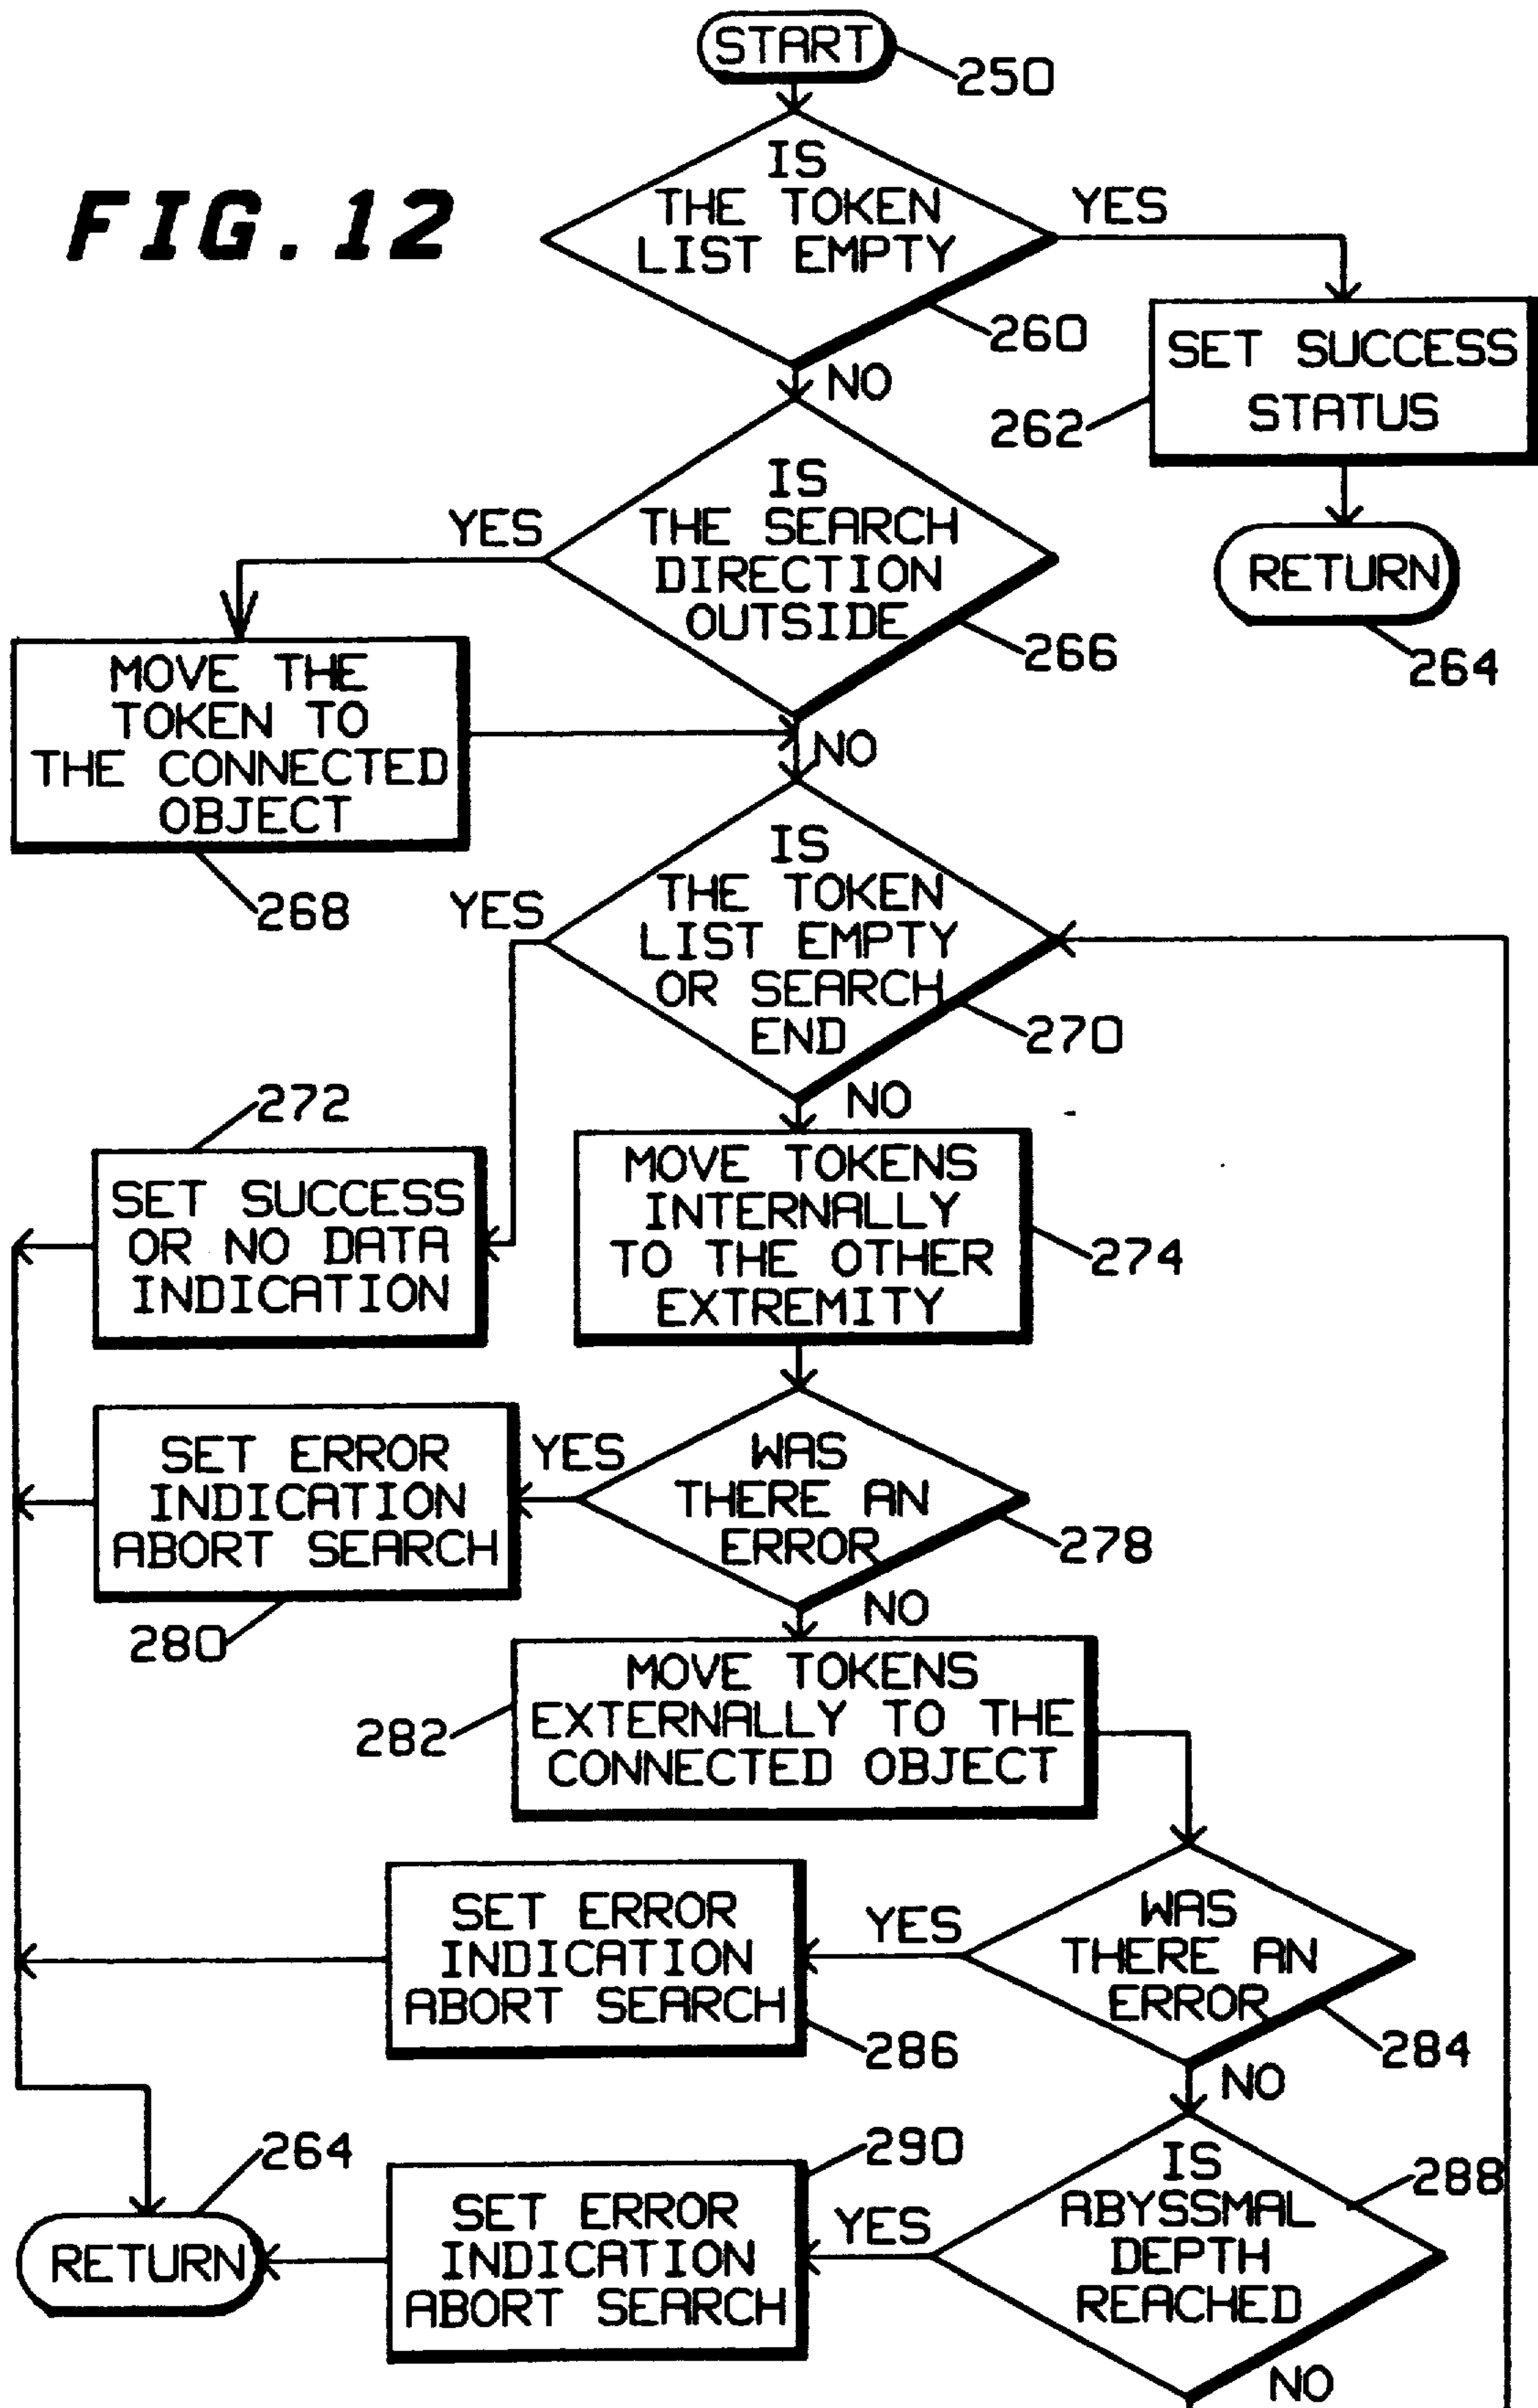 START
250
FIG. 12
IS
THE TOKEN
LIST EMPTY
YES
260
NO
SET SUCCESS
STATUS
262
RETURN
264
IS
THE SEARCH
DIRECTION
OUTSIDE
YES
266
NO
MOVE THE
TOKEN TO
THE CONNECTED
OBJECT
268
IS
THE TOKEN
LIST EMPTY
OR SEARCH
END
YES
270
NO
272
SET SUCCESS
OR NO DATA
INDICATION
MOVE TOKENS
INTERNALLY
TO THE OTHER
EXTREMITY
274
WAS
THERE AN
ERROR
YES
278
NO
SET ERROR
INDICATION
ABORT SEARCH
280
MOVE TOKENS
EXTERNALLY TO THE
CONNECTED OBJECT
282
WAS
THERE AN
ERROR
YES
284
NO
SET ERROR
INDICATION
ABORT SEARCH
286
IS
ABYSSMAL
DEPTH
REACHED
288
YES
NO
290
SET ERROR
INDICATION
ABORT SEARCH
264
RETURN